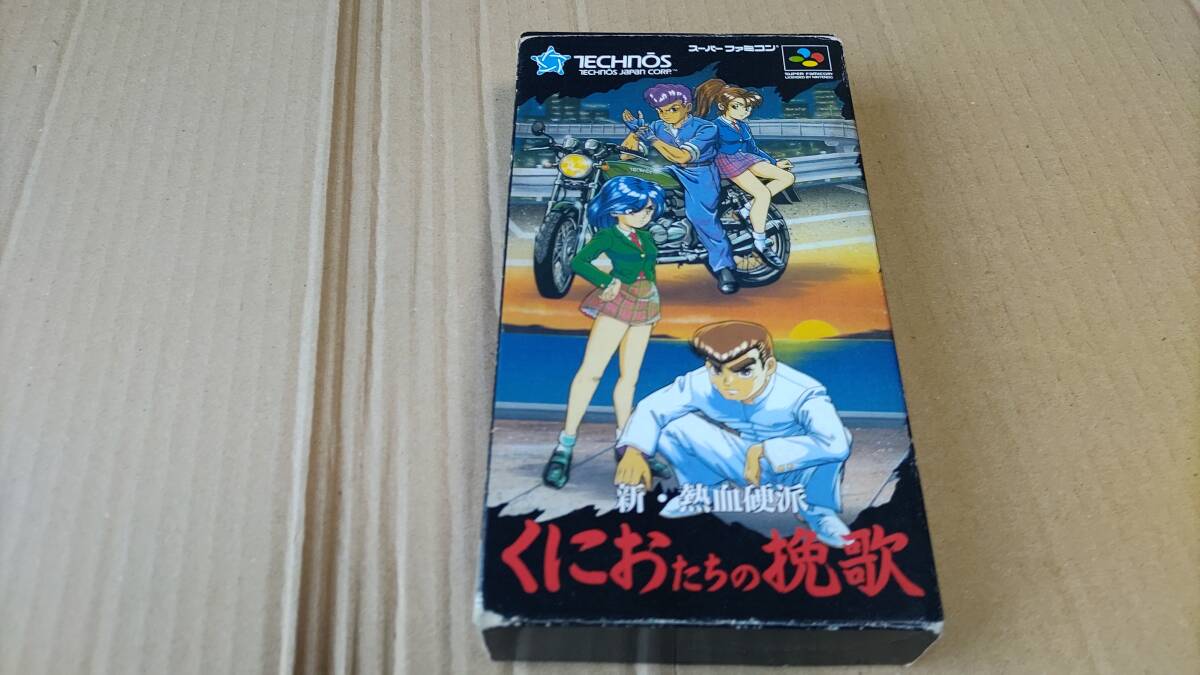 TECHNŌS
TECHNŌS JAPAN CORP.™
スーパーファミコン
SUPER FAMICOM
LICENSED BY NINTENDO
新・熱血硬派
くにおたちの挽歌